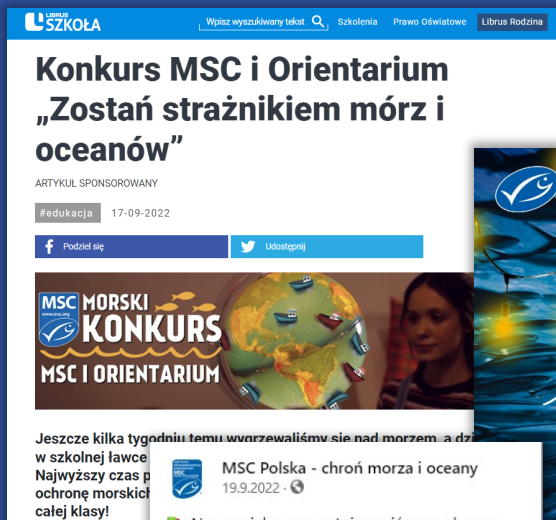 LIBRUS
SZKOŁA
Wpisz wyszukiwany tekst
Szkolenia
Prawo Oświatowe
Librus Rodzina
Konkurs MSC i Orientarium
„Zostań strażnikiem mórz i
oceanów”
ARTYKUŁ SPONSOROWANY
#edukacja
17-09-2022
Podziel się
Udostępnij
MSC
www.msc.org
MORSKI
KONKURS
MSC I ORIENTARIUM
Jeszcze kilka tygodniu temu wygrzewaliśmy się nad morzem, a dzi
w szkolnej ławce
Najwyższy czas p
ochronę morskich
całej klasy!
MSC Polska - chroń morza i oceany
19.9.2022 ·